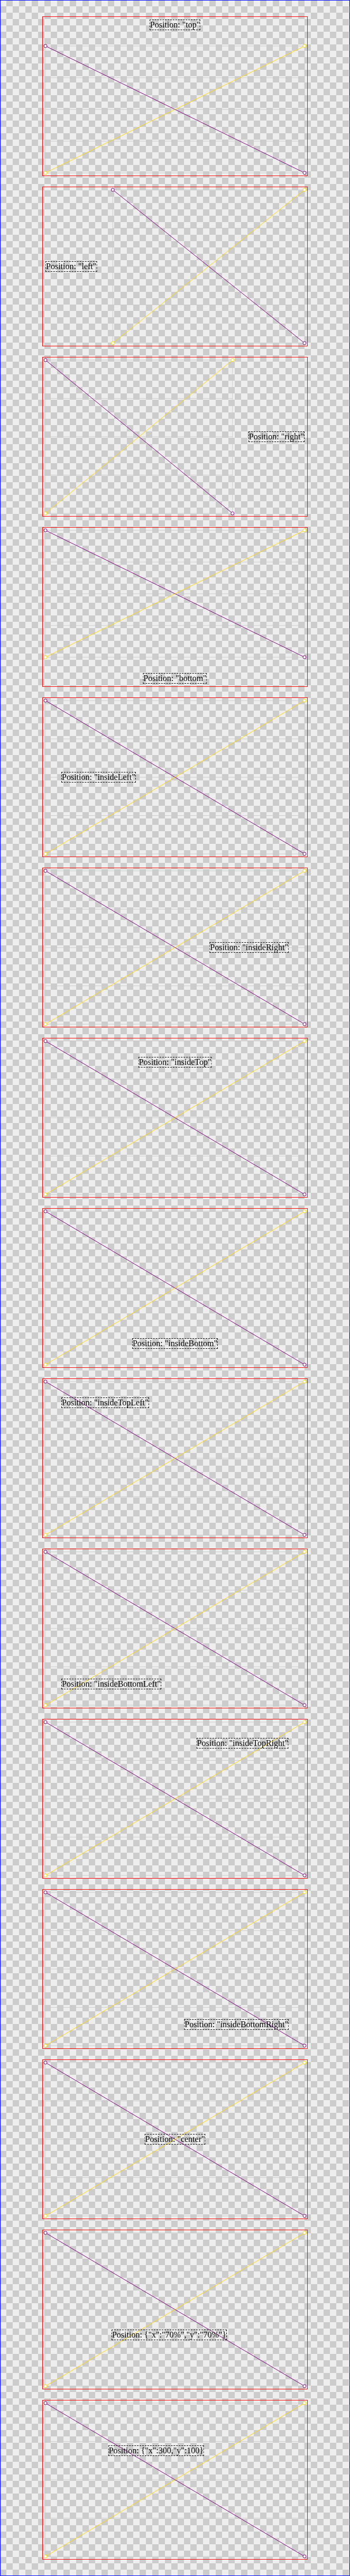 Position: "top"
Position: "left"
Position: "right"
Position: "bottom"
Position: "insideLeft"
Position: "insideRight"
Position: "insideTop"
Position: "insideBottom"
Position: "insideTopLeft"
Position: "insideBottomLeft"
Position: "insideTopRight"
Position: "insideBottomRight"
Position: "center"
Position: {"x":"70%","y":"70%"}
Position: {"x":300,"y":100}